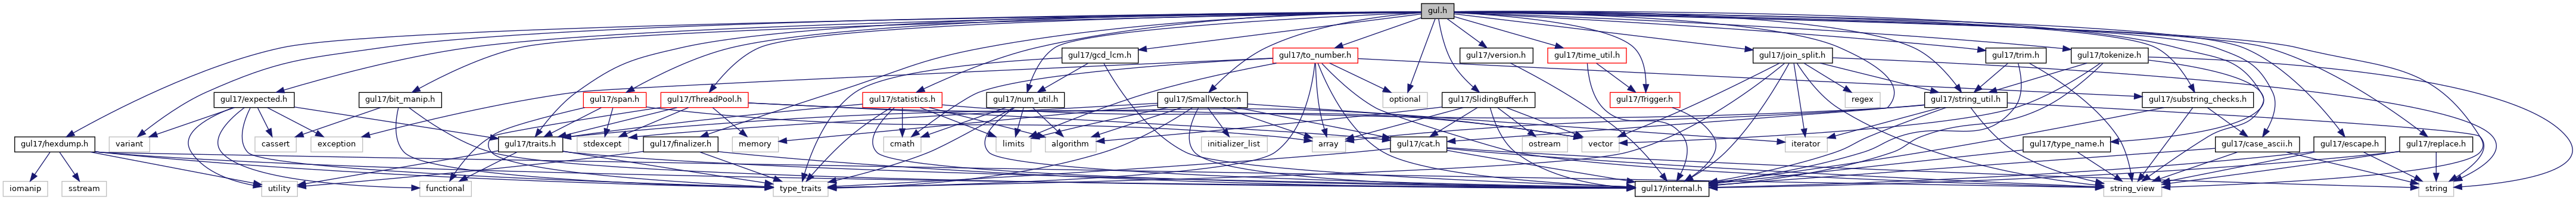 gul.h
gul17/gcd_lcm.h
gul17/to_number.h
gul17/version.h
gul17/time_util.h
gul17/join_split.h
gul17/trim.h
gul17/tokenize.h
gul17/expected.h
gul17/bit_manip.h
gul17/span.h
gul17/ThreadPool.h
gul17/statistics.h
gul17/num_util.h
gul17/SmallVector.h
optional
gul17/SlidingBuffer.h
gul17/Trigger.h
regex
gul17/string_util.h
gul17/substring_checks.h
gul17/hexdump.h
variant
cassert
exception
gul17/traits.h
stdexcept
gul17/finalizer.h
memory
cmath
limits
algorithm
initializer_list
array
gul17/cat.h
ostream
vector
iterator
gul17/type_name.h
gul17/case_ascii.h
gul17/escape.h
gul17/replace.h
iomanip
sstream
utility
functional
type_traits
gul17/internal.h
string_view
string